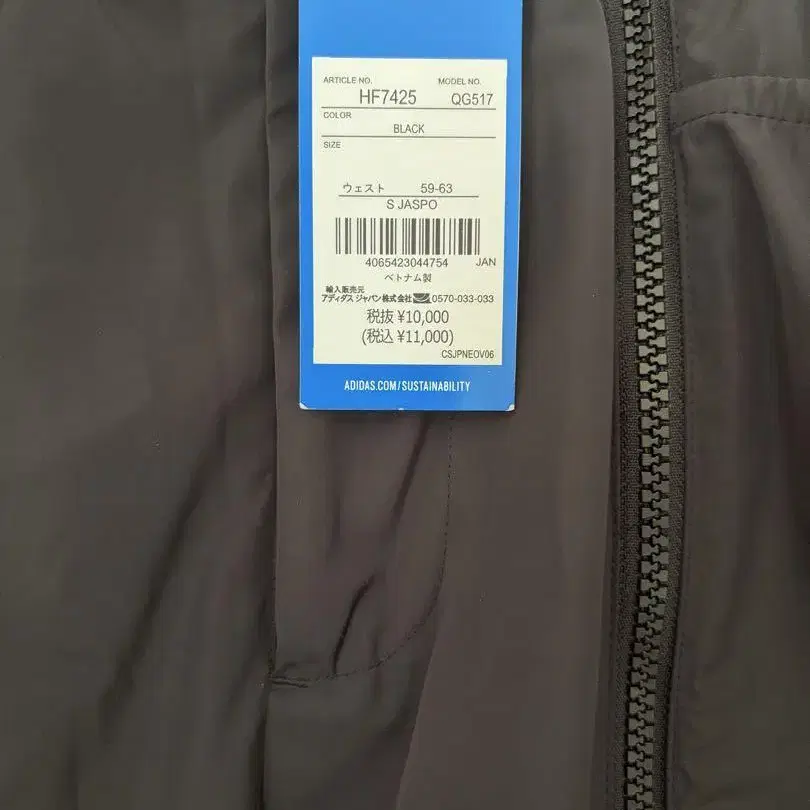 ARTICLE NO. MODEL NO.
HF7425 QG517
COLOR
BLACK
SIZE
ウェスト 59-63
S JASPO
4065423044754 JAN
ベトナム製
輸入販売元
アディダス ジャパン株式会社 0570-033-033
税抜 ¥10,000
(税込 ¥11,000)
CSJPNEOV06
ADIDAS.COM/SUSTAINABILITY